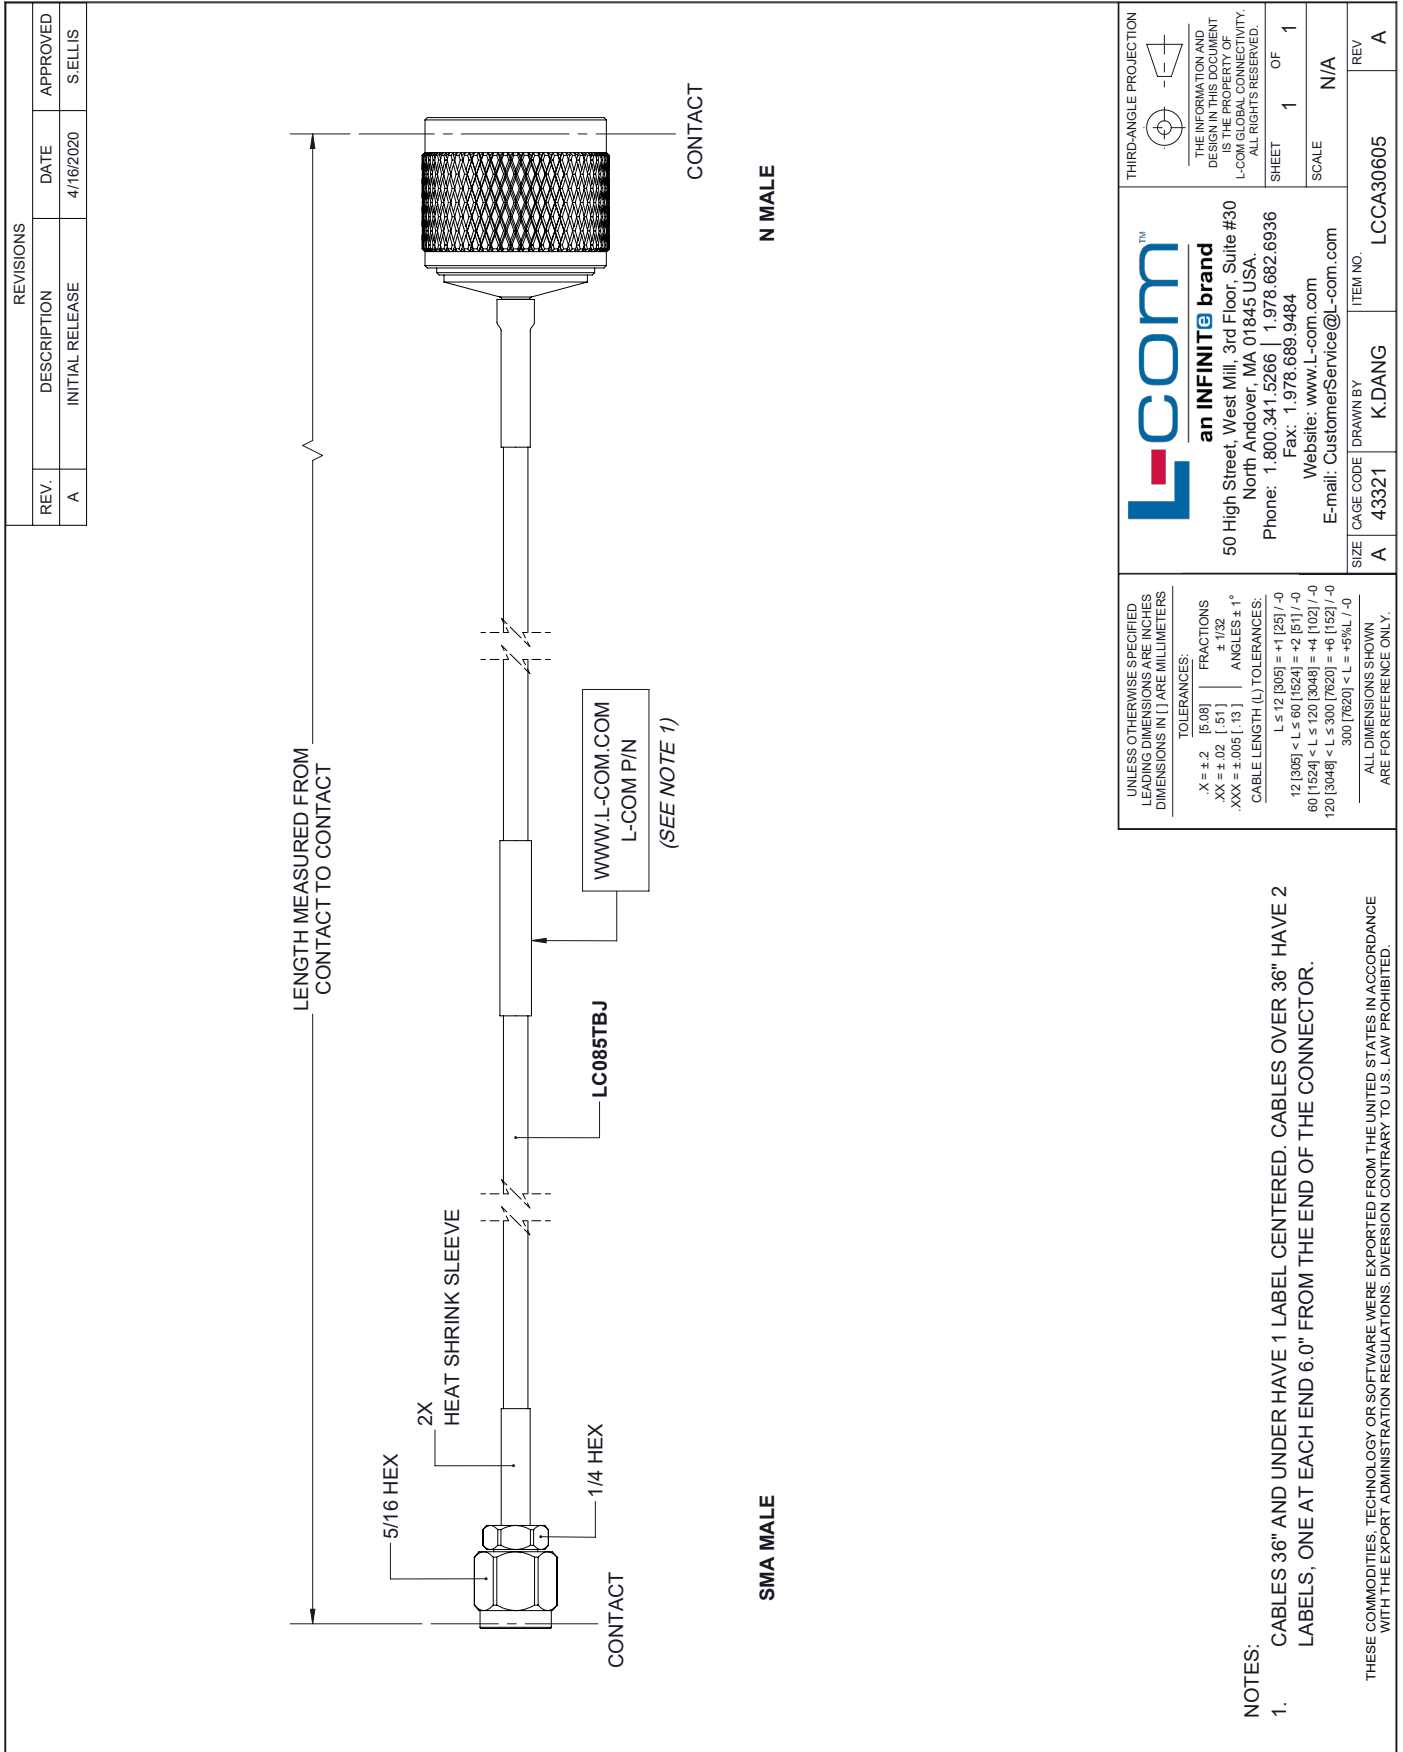 REVISIONS
REV. DESCRIPTION DATE APPROVED
A INITIAL RELEASE 4/16/2020 S.ELLIS
LENGTH MEASURED FROM
CONTACT TO CONTACT
5/16 HEX
2X
HEAT SHRINK SLEEVE
1/4 HEX
CONTACT
LC085TBJ
WWW.L-COM.COM
L-COM P/N
(SEE NOTE 1)
CONTACT
SMA MALE
N MALE
NOTES:
1. CABLES 36" AND UNDER HAVE 1 LABEL CENTERED. CABLES OVER 36" HAVE 2
LABELS, ONE AT EACH END 6.0" FROM THE END OF THE CONNECTOR.
THESE COMMODITIES, TECHNOLOGY OR SOFTWARE WERE EXPORTED FROM THE UNITED STATES IN ACCORDANCE
WITH THE EXPORT ADMINISTRATION REGULATIONS. DIVERSION CONTRARY TO U.S. LAW PROHIBITED.
UNLESS OTHERWISE SPECIFIED
LEADING DIMENSIONS ARE INCHES
DIMENSIONS IN [ ] ARE MILLIMETERS
TOLERANCES:
.X = ± .2 [5.08] FRACTIONS
.XX = ± .02 [ .51 ] ± 1/32
.XXX = ± .005 [ .13 ] ANGLES ± 1°
CABLE LENGTH (L) TOLERANCES:
L ≤ 12 [305] = +1 [25] / -0
12 [305] < L ≤ 60 [1524] = +2 [51] / -0
60 [1524] < L ≤ 120 [3048] = +4 [102] / -0
120 [3048] < L ≤ 300 [7620] = +6 [152] / -0
300 [7620] < L = +5%L / -0
ALL DIMENSIONS SHOWN
ARE FOR REFERENCE ONLY.
L-com™
an INFINITe brand
50 High Street, West Mill, 3rd Floor, Suite #30
North Andover, MA 01845 USA.
Phone: 1.800.341.5266 | 1.978.682.6936
Fax: 1.978.689.9484
Website: www.L-com.com
E-mail: CustomerService@L-com.com
THIRD-ANGLE PROJECTION
THE INFORMATION AND
DESIGN IN THIS DOCUMENT
IS THE PROPERTY OF
L-COM GLOBAL CONNECTIVITY.
ALL RIGHTS RESERVED.
SHEET 1 OF 1
SCALE N/A
SIZE CAGE CODE DRAWN BY ITEM NO. REV
A 43321 K.DANG LCCA30605 A